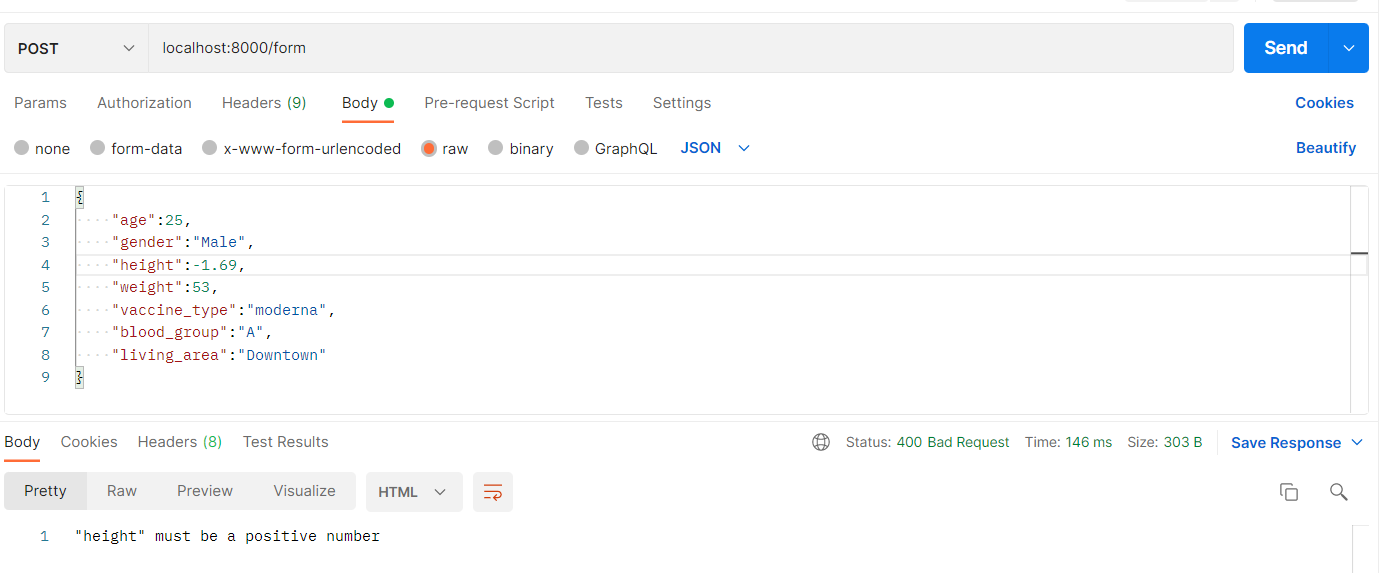 POST localhost:8000/form Send
Params Authorization Headers (9) Body Pre-request Script Tests Settings Cookies
none form-data x-www-form-urlencoded raw binary GraphQL JSON Beautify
1 {
2 "age":25,
3 "gender":"Male",
4 "height":-1.69,
5 "weight":53,
6 "vaccine_type":"moderna",
7 "blood_group":"A",
8 "living_area":"Downtown"
9 }
Body Cookies Headers (8) Test Results Status: 400 Bad Request Time: 146 ms Size: 303 B Save Response
Pretty Raw Preview Visualize HTML
1 "height" must be a positive number